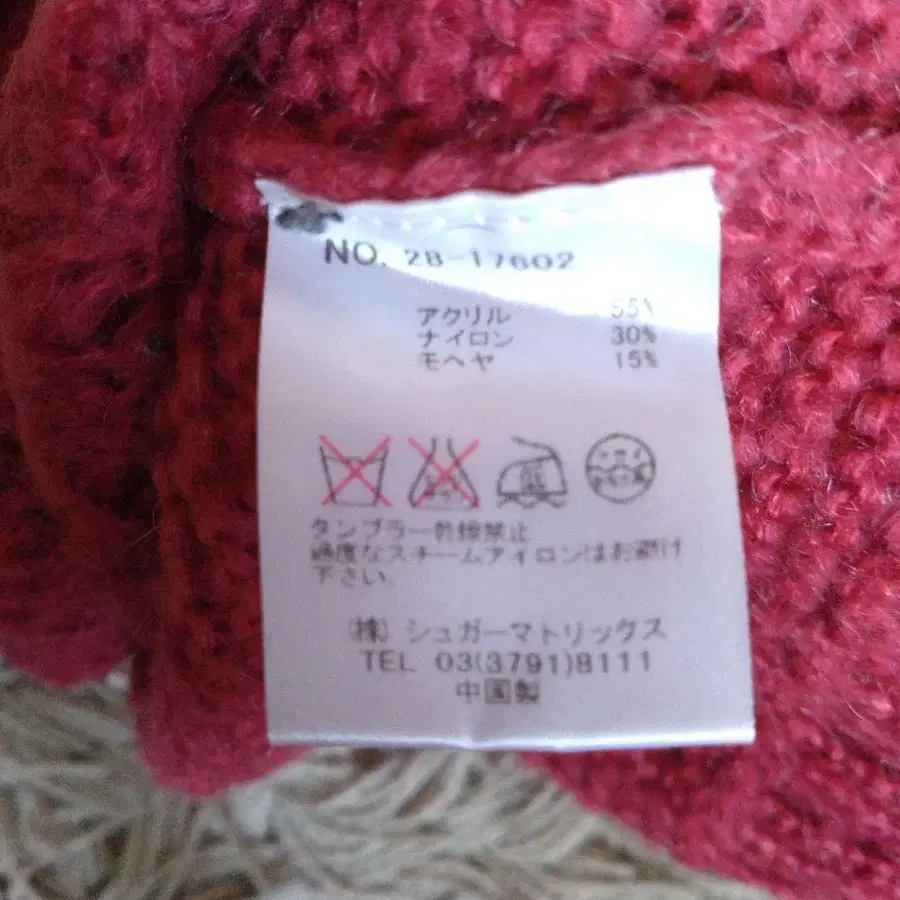 NO. 28-17602
アクリル 55%
ナイロン 30%
モヘヤ 15%
タンブラー乾燥禁止
過度なスチームアイロンはお避け
下さい.
(株) シュガーマトリックス
TEL 03(3791)8111
中国製